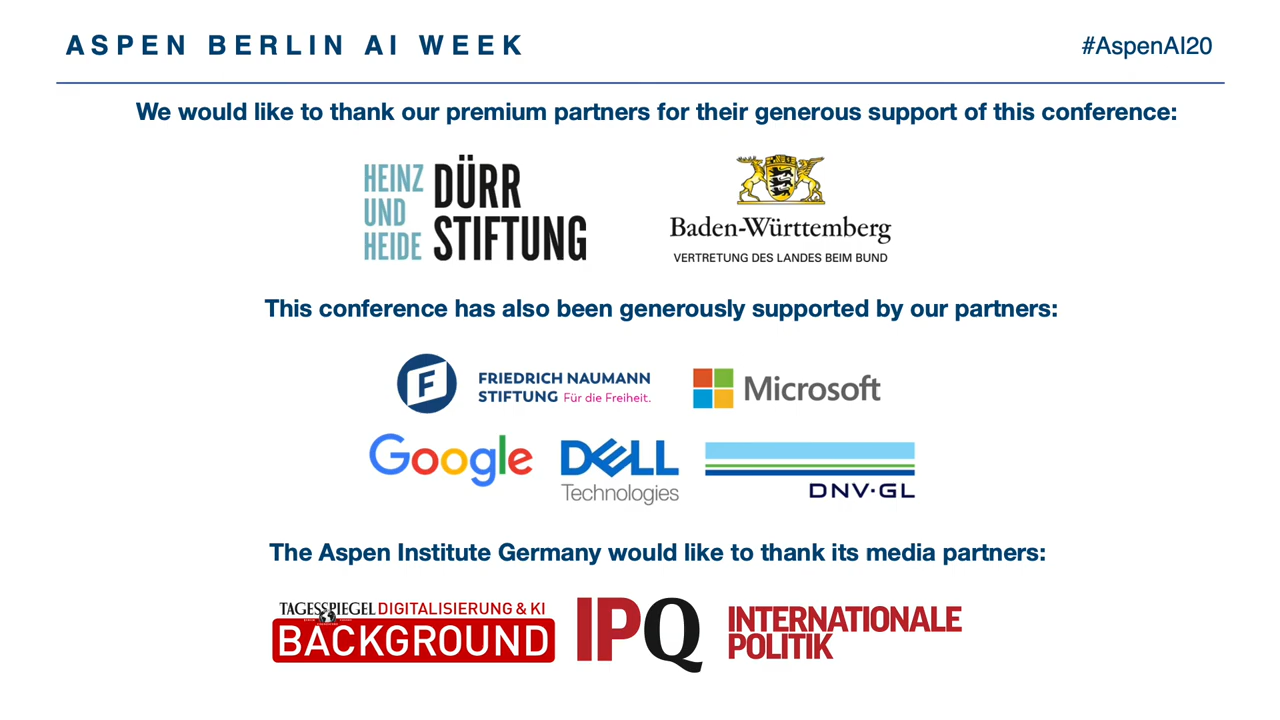 ASPEN BERLIN AI WEEK
#AspenAI20
We would like to thank our premium partners for their generous support of this conference:
HEINZ
UND
HEIDE
DÜRR
STIFTUNG
Baden-Württemberg
VERTRETUNG DES LANDES BEIM BUND
This conference has also been generously supported by our partners:
F
FRIEDRICH NAUMANN
STIFTUNG Für die Freiheit.
Microsoft
Google
DELL
Technologies
DNV·GL
The Aspen Institute Germany would like to thank its media partners:
TAGESSPIEGEL DIGITALISIERUNG & KI
BACKGROUND
IPQ
INTERNATIONALE
POLITIK